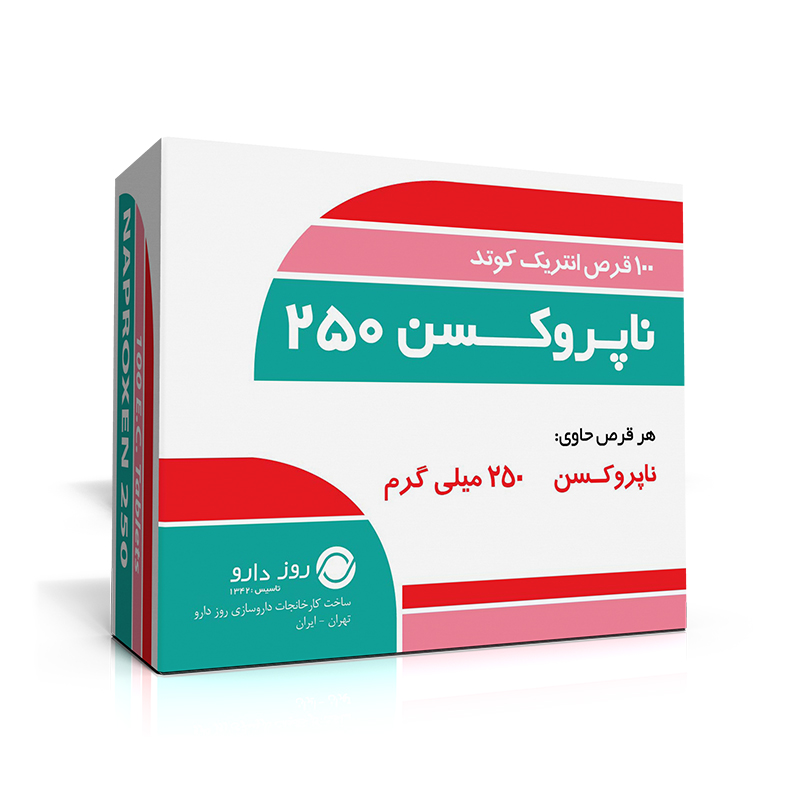 ۱۰۰ قرص انتریک کوتد
ناپروکسن ۲۵۰
هر قرص حاوی:
ناپروکسن ۲۵۰ میلی گرم
روز دارو
تاسیس: ۱۳۴۲
ساخت کارخانجات داروسازی روز دارو
تهران - ایران
100 E.C. Tablets
NAPROXEN 250